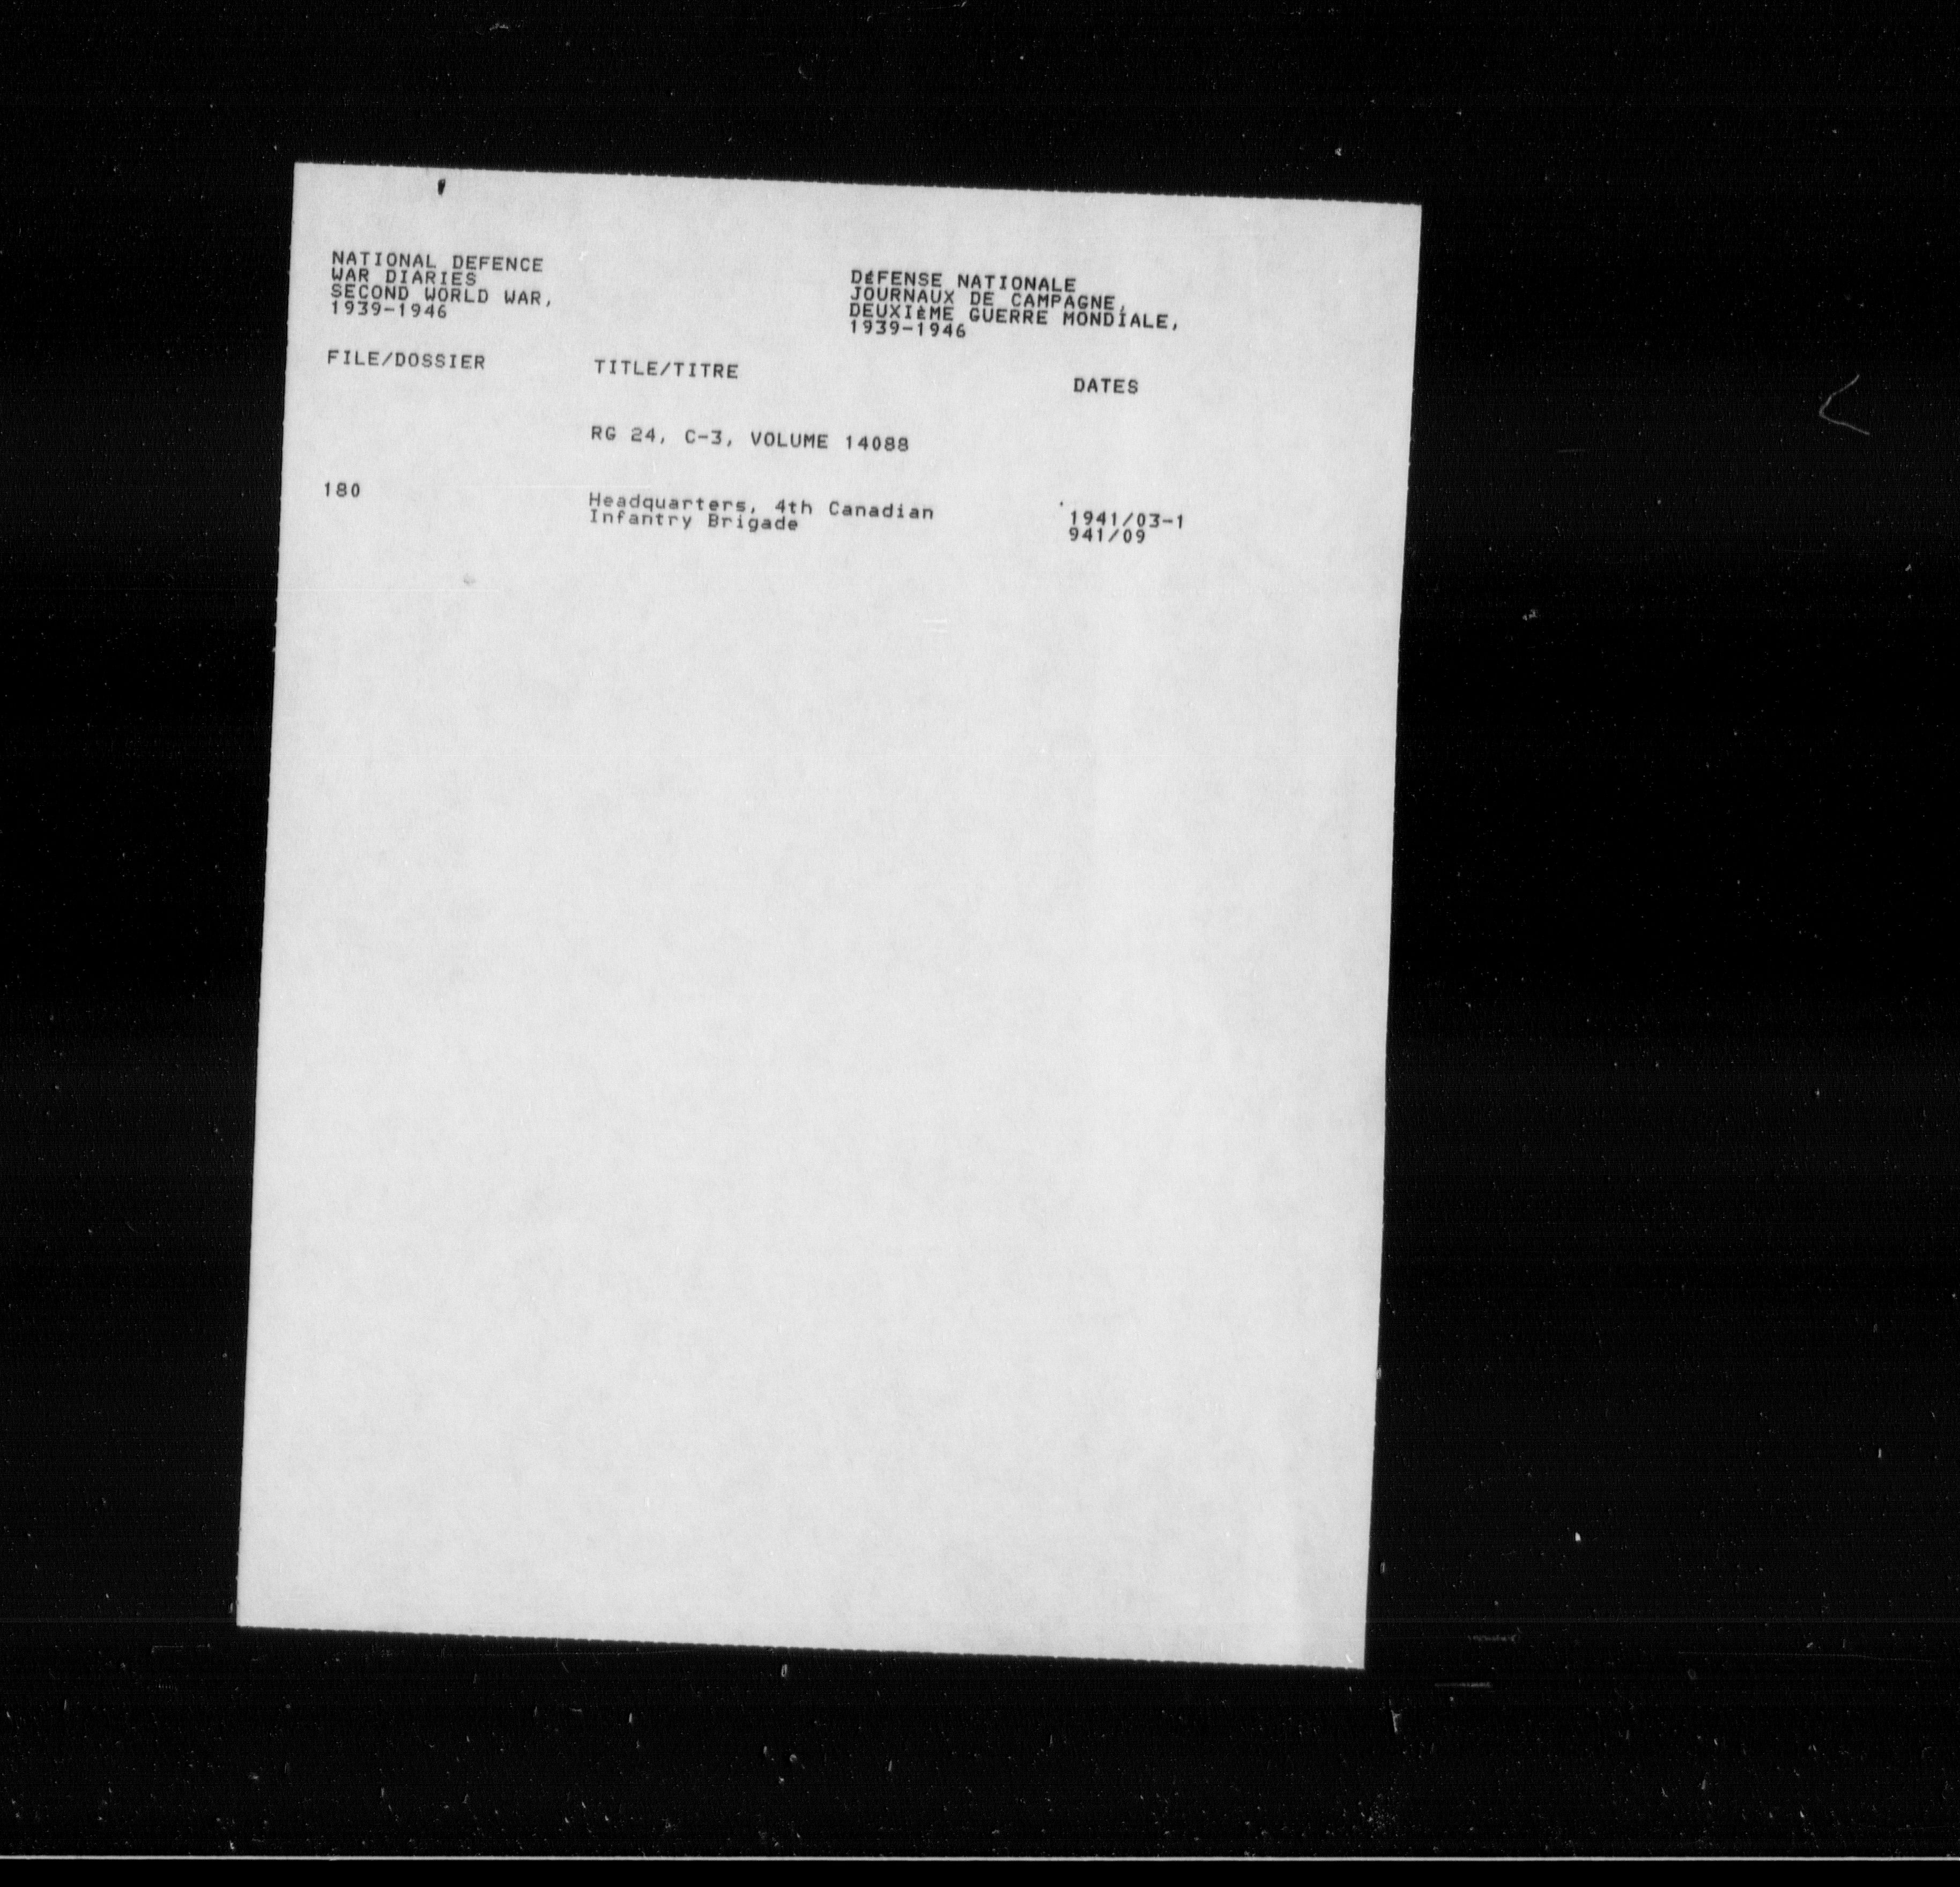 NATIONAL DEFENCE
WAR DIARIES
SECOND WORLD WAR,
1939-1946
DÉFENSE NATIONALE
JOURNAUX DE CAMPAGNE,
DEUXIÈME GUERRE MONDIALE,
1939-1946
FILE/DOSSIER
TITLE/TITRE
DATES
RG 24, C-3, VOLUME 14088
180
Headquarters, 4th Canadian
Infantry Brigade
1941/03-1
941/09